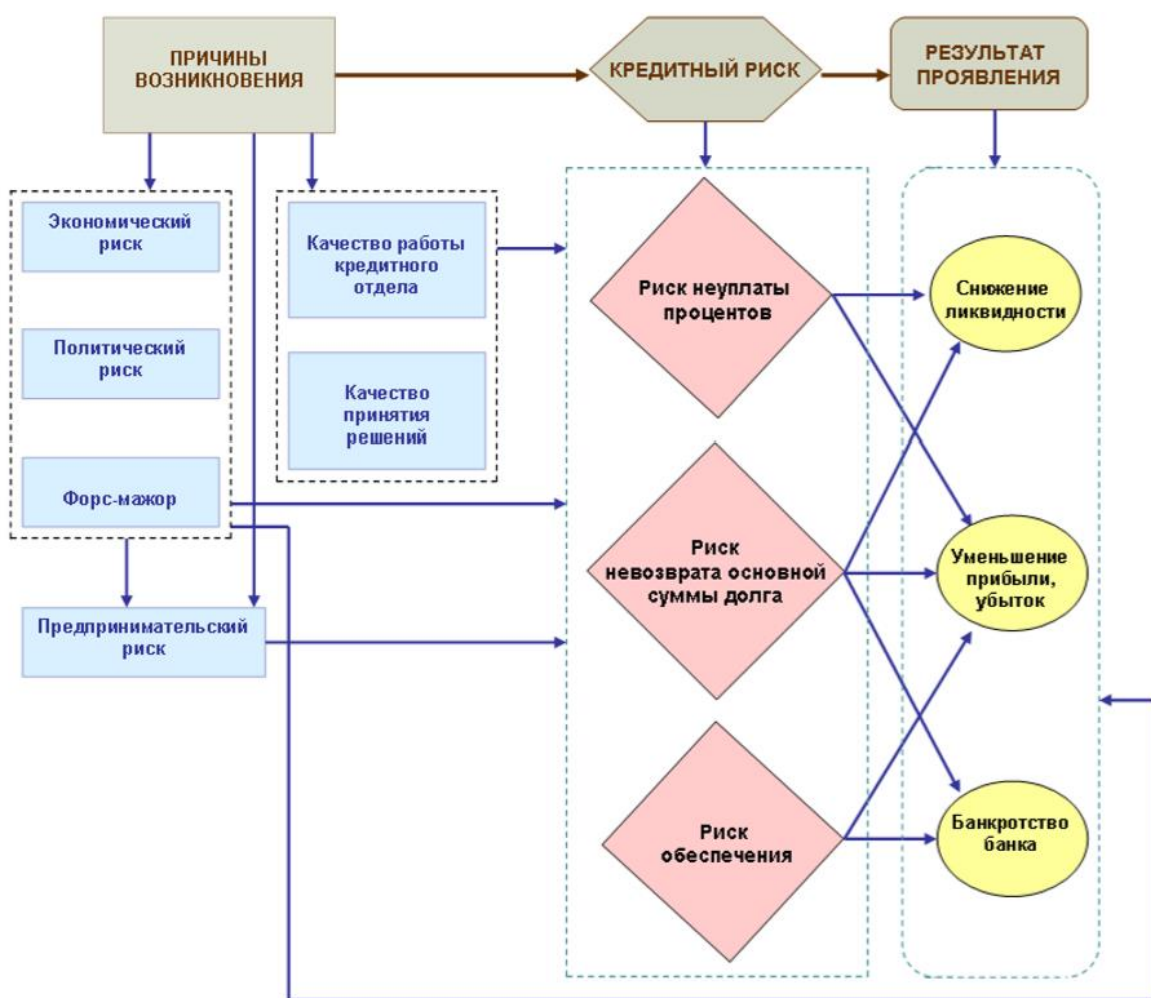 ПРИЧИНЫ
ВОЗНИКНОВЕНИЯ
КРЕДИТНЫЙ РИСК
РЕЗУЛЬТАТ
ПРОЯВЛЕНИЯ
Экономический
риск
Политический
риск
Форс-мажор
Предпринимательский
риск
Качество работы
кредитного
отдела
Качество
принятия
решений
Риск неуплаты
процентов
Риск
невозврата основной
суммы долга
Риск
обеспечения
Снижение
ликвидности
Уменьшение
прибыли,
убыток
Банкротство
банка